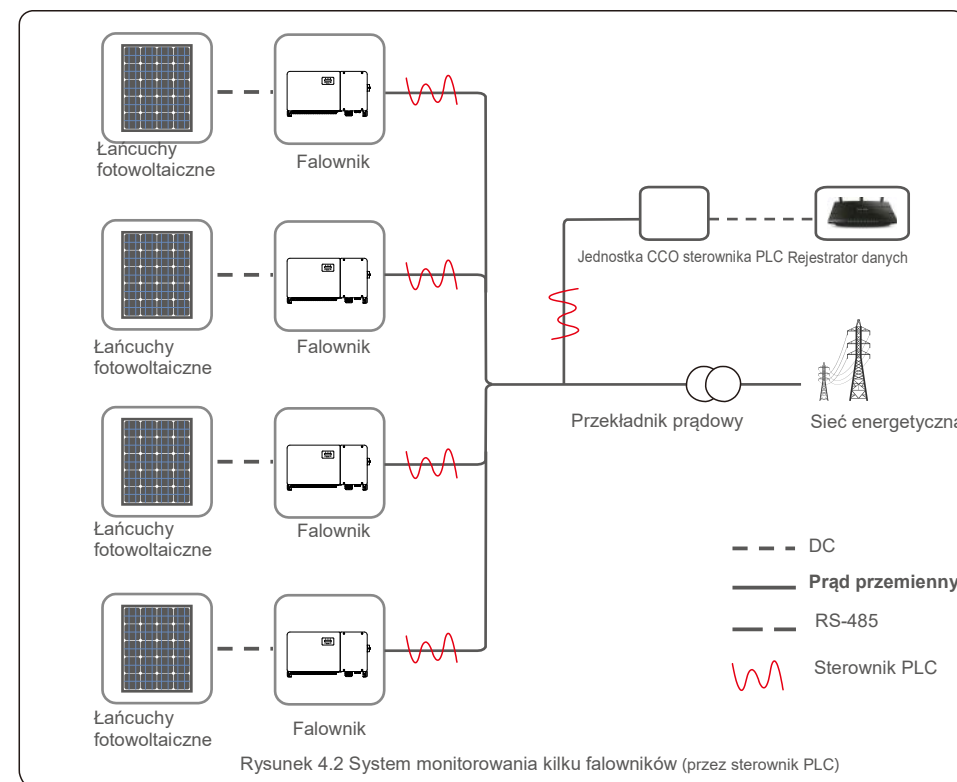 Łańcuchy
fotowoltaiczne
Falownik
Łańcuchy
fotowoltaiczne
Falownik
Łańcuchy
fotowoltaiczne
Falownik
Łańcuchy
fotowoltaiczne
Falownik
Jednostka CCO sterownika PLC
Rejestrator danych
Przekładnik prądowy
Sieć energetyczna
DC
Prąd przemienny
RS-485
Sterownik PLC
Rysunek 4.2 System monitorowania kilku falowników (przez sterownik PLC)